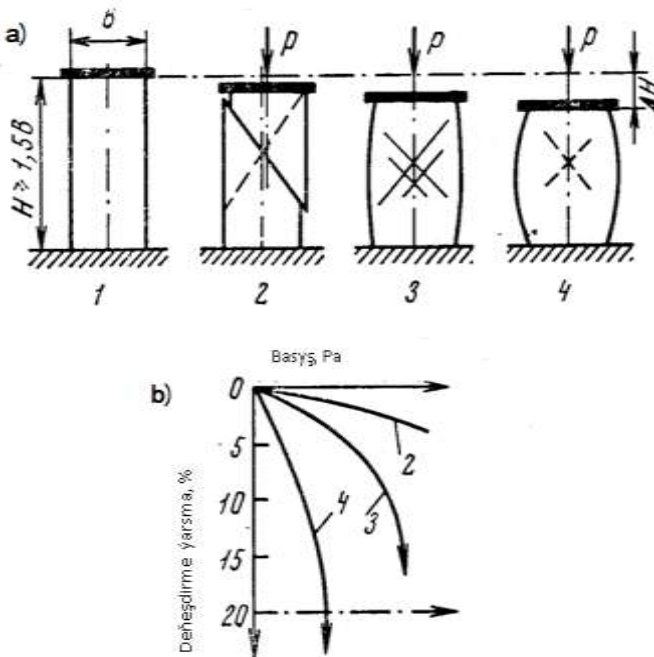 a)
B
P
P
P
H ⩾ 1,5B
ΔH
1
2
3
4
Basyş, Pa
b)
0
5
10
15
20
2
3
4
Deňeşdirme ýarsma, %